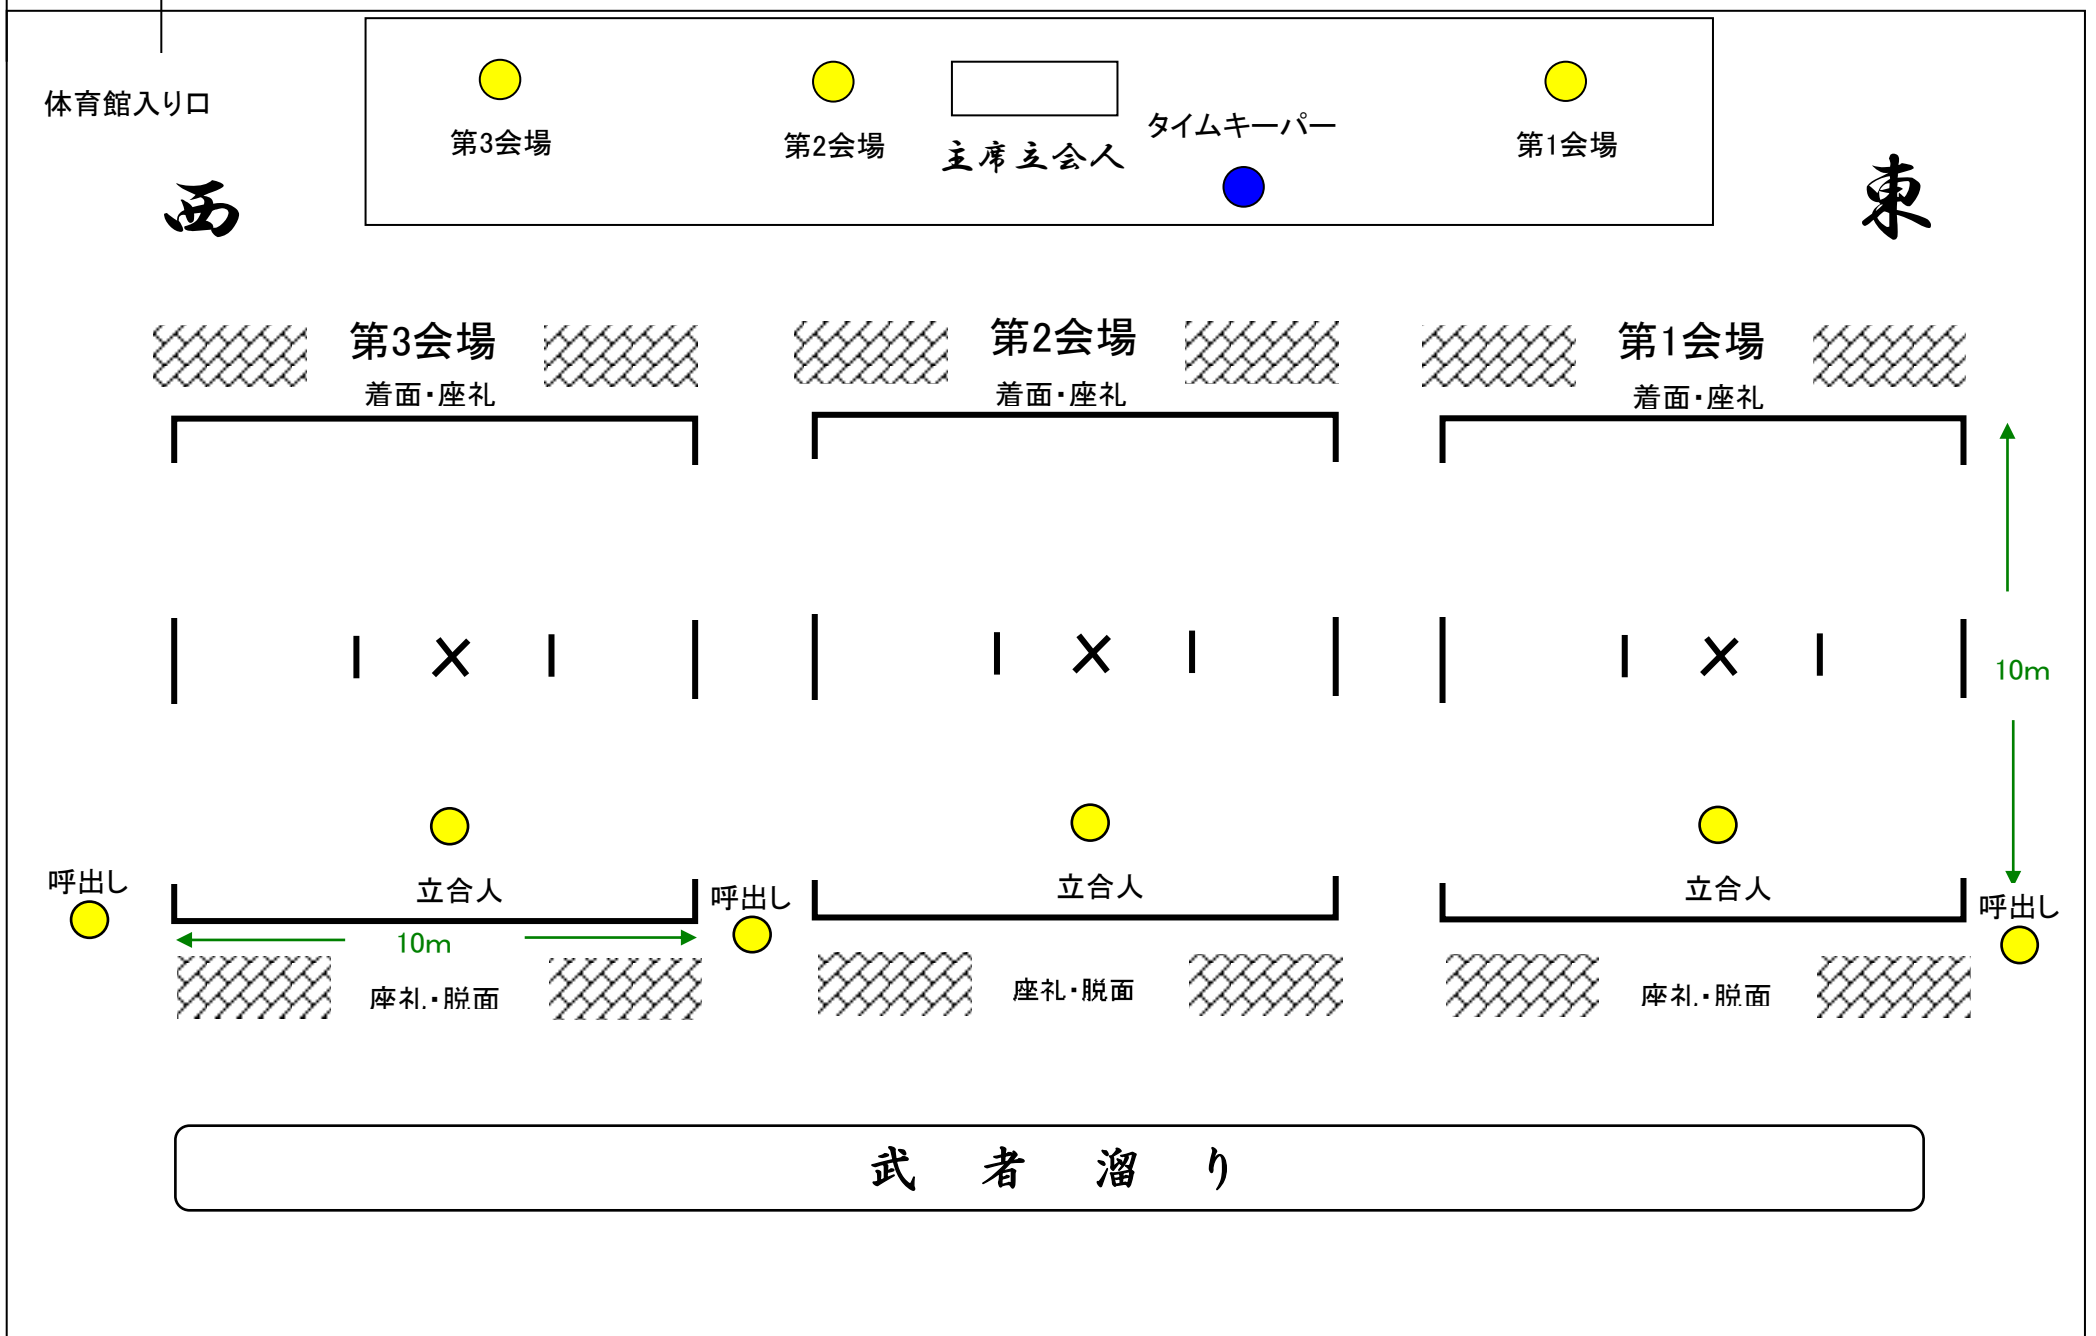 体育館入り口
第3会場
第2会場
主席立会人
タイムキーパー
第1会場
西
東
第3会場
着面・座礼
第2会場
着面・座礼
第1会場
着面・座礼
10m
呼出し
立合人
呼出し
立合人
立合人
呼出し
10m
座礼・脱面
座礼・脱面
座礼・脱面
武者溜り